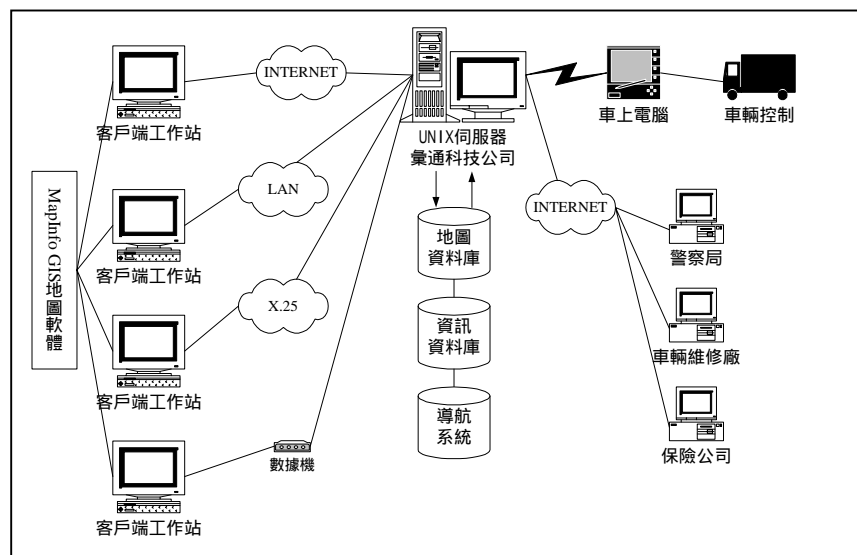 INTERNET
客戶端工作站
UNIX伺服器
彙通科技公司
車上電腦
車輛控制
MapInfo GIS地圖軟體
LAN
客戶端工作站
地圖
資料庫
INTERNET
警察局
X.25
客戶端工作站
資訊
資料庫
車輛維修廠
數據機
客戶端工作站
導航
系統
保險公司